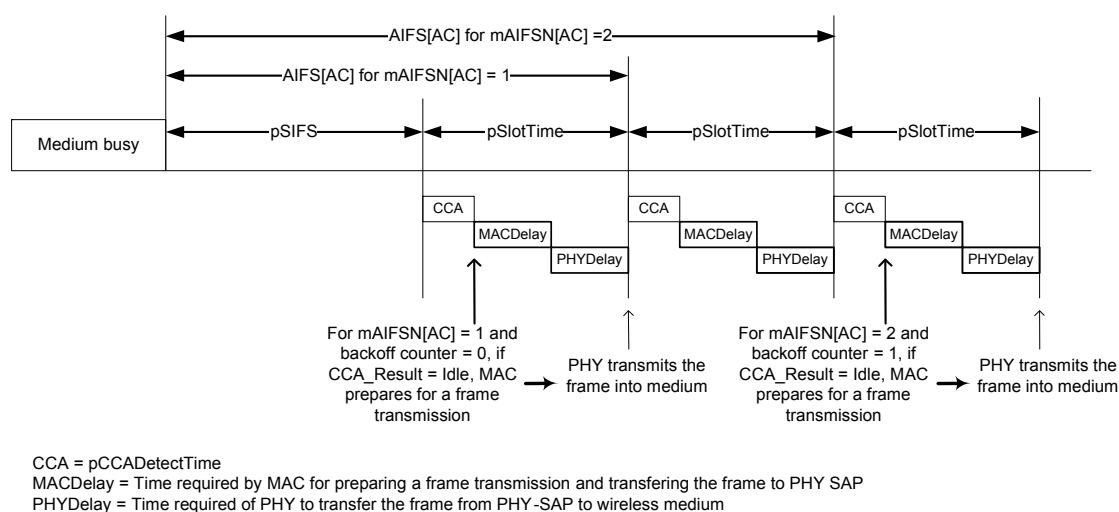 AIFS[AC] for mAIFSN[AC] =2
AIFS[AC] for mAIFSN[AC] = 1
Medium busy
pSIFS
pSlotTime
pSlotTime
pSlotTime
CCA
CCA
CCA
MACDelay
MACDelay
MACDelay
PHYDelay
PHYDelay
PHYDelay
For mAIFSN[AC] = 1 and
backoff counter = 0, if
CCA_Result = Idle, MAC
prepares for a frame
transmission
PHY transmits the
frame into medium
For mAIFSN[AC] = 2 and
backoff counter = 1, if
CCA_Result = Idle, MAC
prepares for a frame
transmission
PHY transmits the
frame into medium
CCA = pCCADetectTime
MACDelay = Time required by MAC for preparing a frame transmission and transfering the frame to PHY SAP
PHYDelay = Time required of PHY to transfer the frame from PHY-SAP to wireless medium